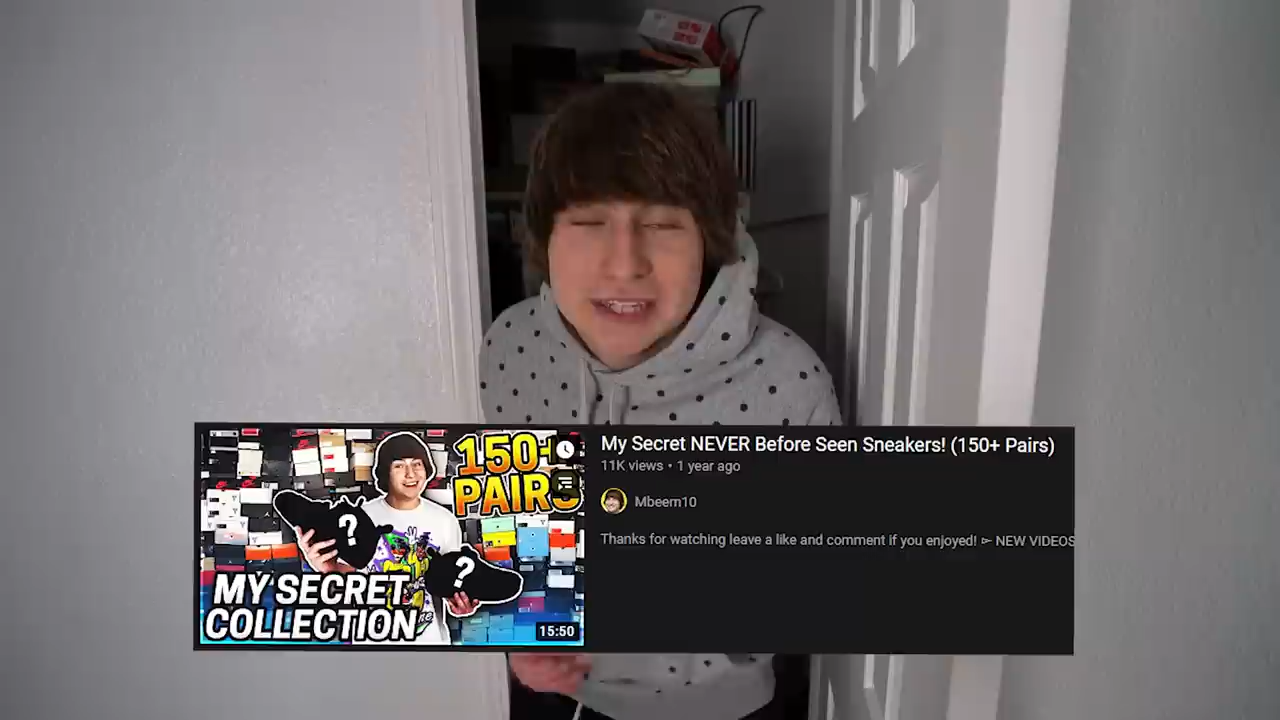 150+
PAIRS
MY SECRET
COLLECTION
15:50
My Secret NEVER Before Seen Sneakers! (150+ Pairs)
11K views • 1 year ago
Mbeem10
Thanks for watching leave a like and comment if you enjoyed! ⊳ NEW VIDEOS